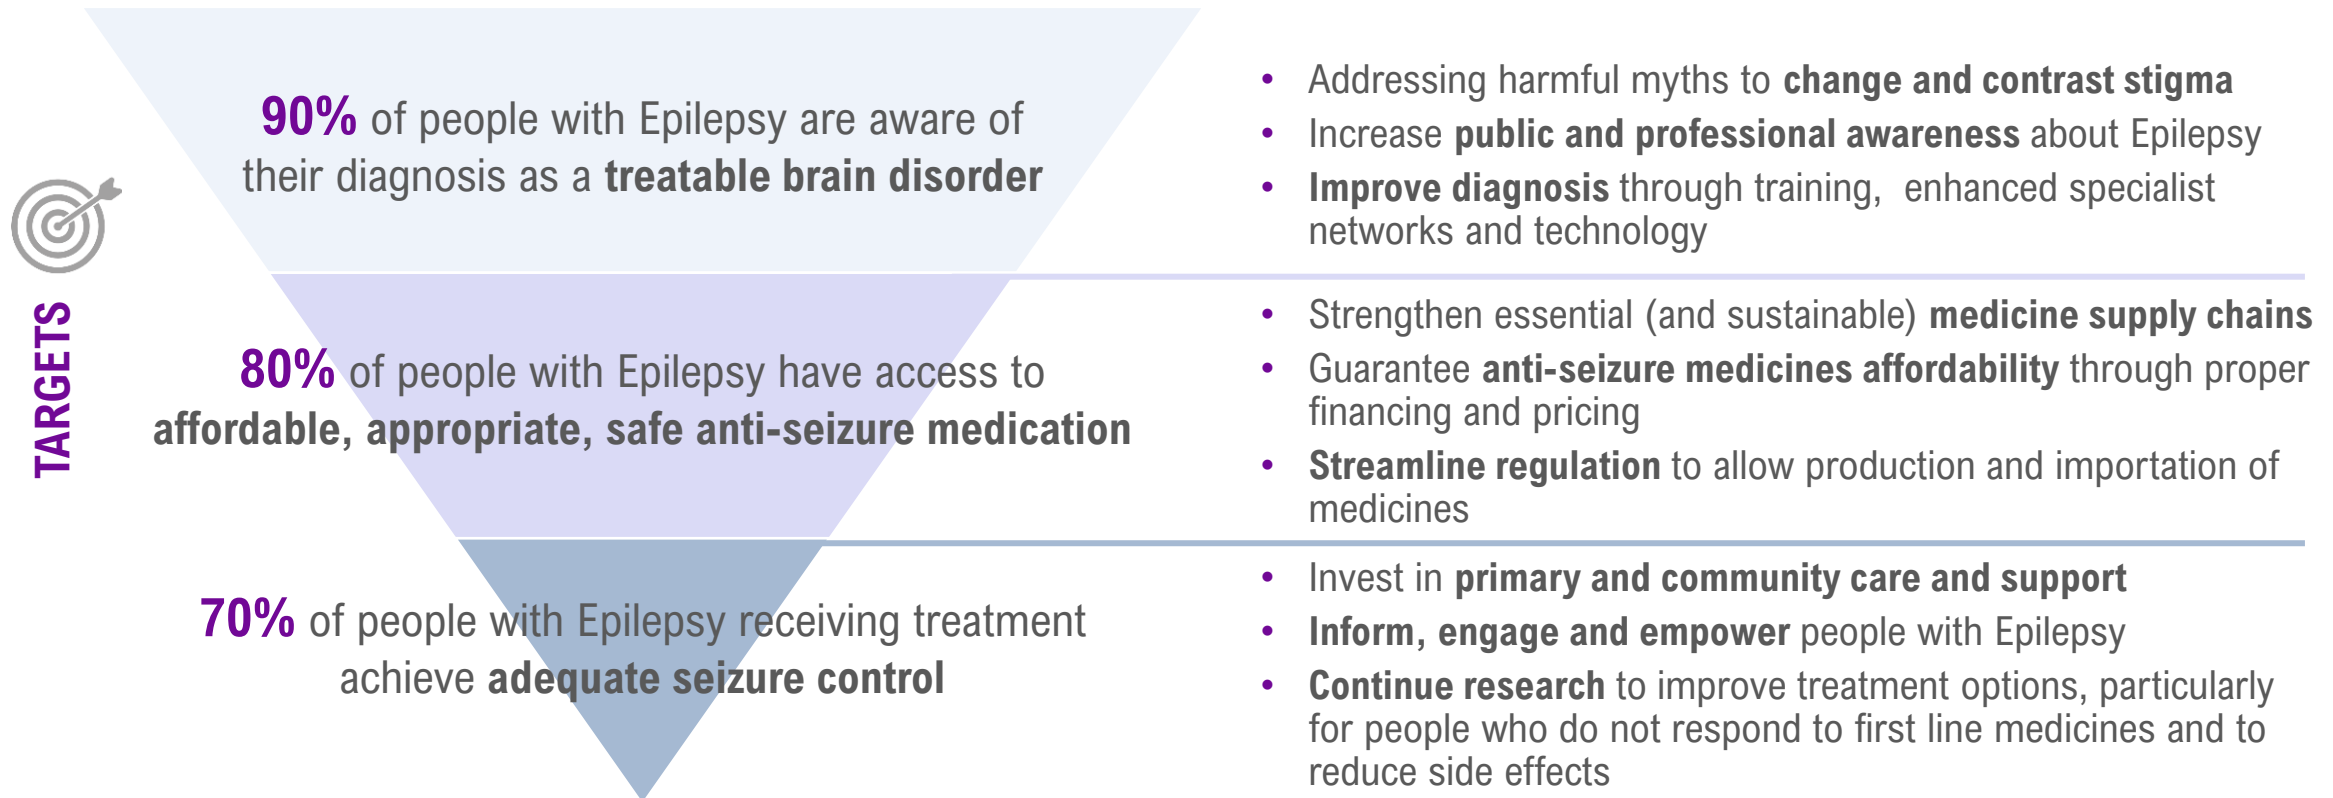 TARGETS
90% of people with Epilepsy are aware of
their diagnosis as a treatable brain disorder
• Addressing harmful myths to change and contrast stigma
• Increase public and professional awareness about Epilepsy
• Improve diagnosis through training, enhanced specialist
networks and technology
80% of people with Epilepsy have access to
affordable, appropriate, safe anti-seizure medication
• Strengthen essential (and sustainable) medicine supply chains
• Guarantee anti-seizure medicines affordability through proper
financing and pricing
• Streamline regulation to allow production and importation of
medicines
70% of people with Epilepsy receiving treatment
achieve adequate seizure control
• Invest in primary and community care and support
• Inform, engage and empower people with Epilepsy
• Continue research to improve treatment options, particularly
for people who do not respond to first line medicines and to
reduce side effects